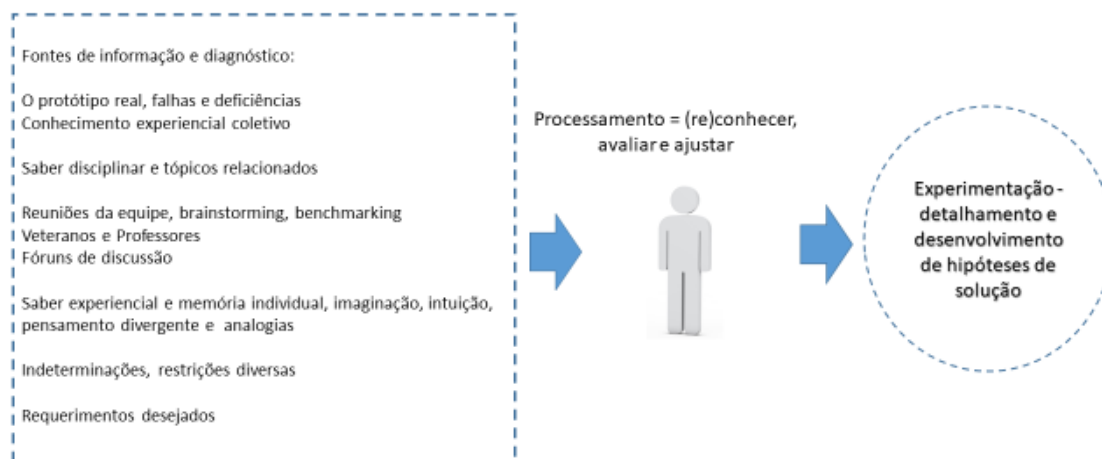 Fontes de informação e diagnóstico:
O protótipo real, falhas e deficiências
Conhecimento experiencial coletivo
Saber disciplinar e tópicos relacionados
Reuniões da equipe, brainstorming, benchmarking
Veteranos e Professores
Fóruns de discussão
Saber experiencial e memória individual, imaginação, intuição,
pensamento divergente e analogias
Indeterminações, restrições diversas
Requerimentos desejados
Processamento = (re)conhecer,
avaliar e ajustar
Experimentação -
detalhamento e
desenvolvimento
de hipóteses de
solução